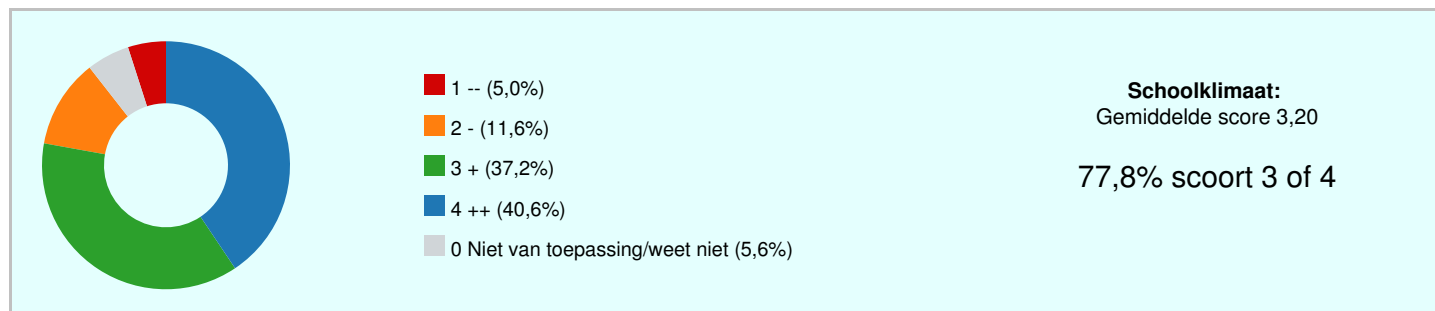 1 -- (5,0%)
2 - (11,6%)
3 + (37,2%)
4 ++ (40,6%)
0 Niet van toepassing/weet niet (5,6%)
Schoolklimaat:
Gemiddelde score 3,20
77,8% scoort 3 of 4